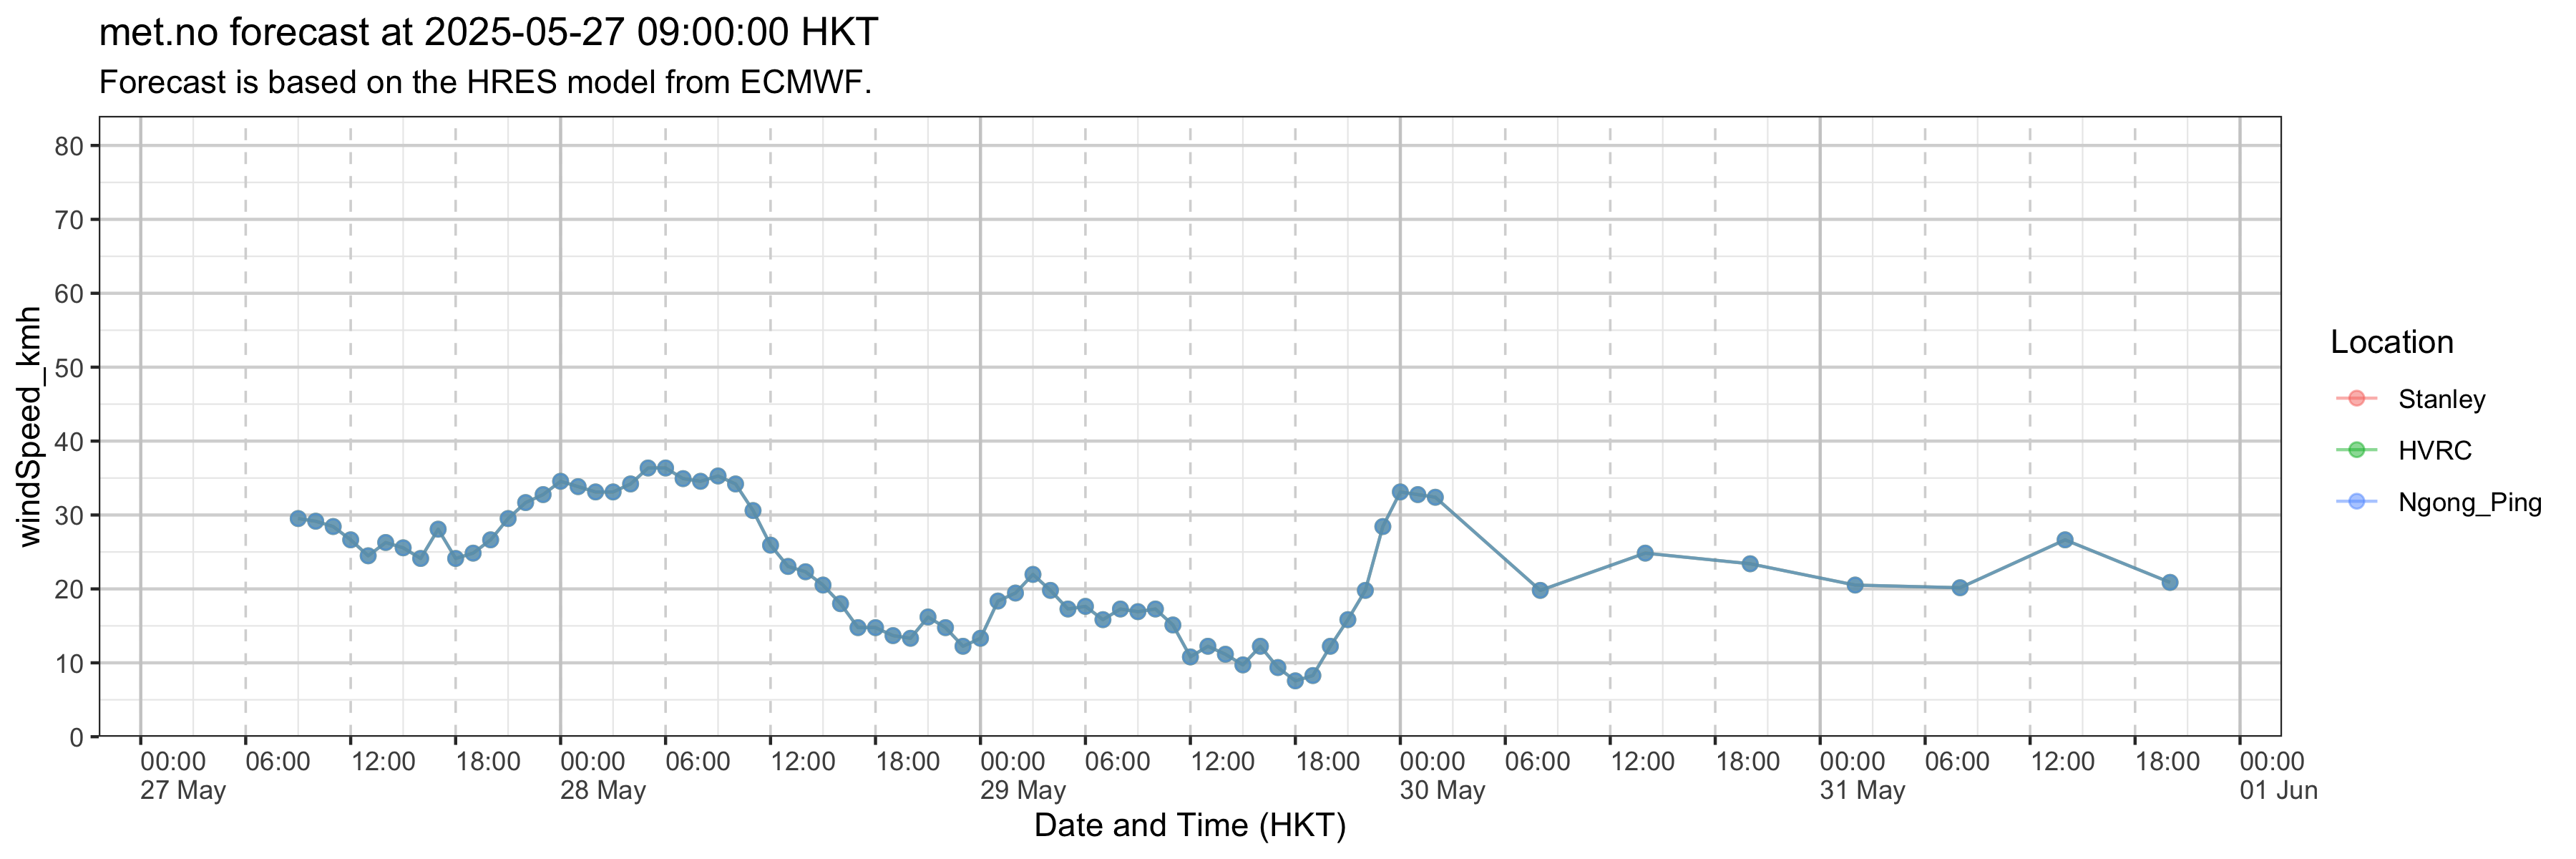 met.no forecast at 2025-05-27 09:00:00 HKT
Forecast is based on the HRES model from ECMWF.
windSpeed_kmh
80
70
60
50
40
30
20
10
0
00:00 06:00 12:00 18:00 00:00 06:00 12:00 18:00 00:00 06:00 12:00 18:00 00:00 06:00 12:00 18:00 00:00 06:00 12:00 18:00 00:00
27 May 28 May 29 May 30 May 31 May 01 Jun
Date and Time (HKT)
Location
Stanley
HVRC
Ngong_Ping